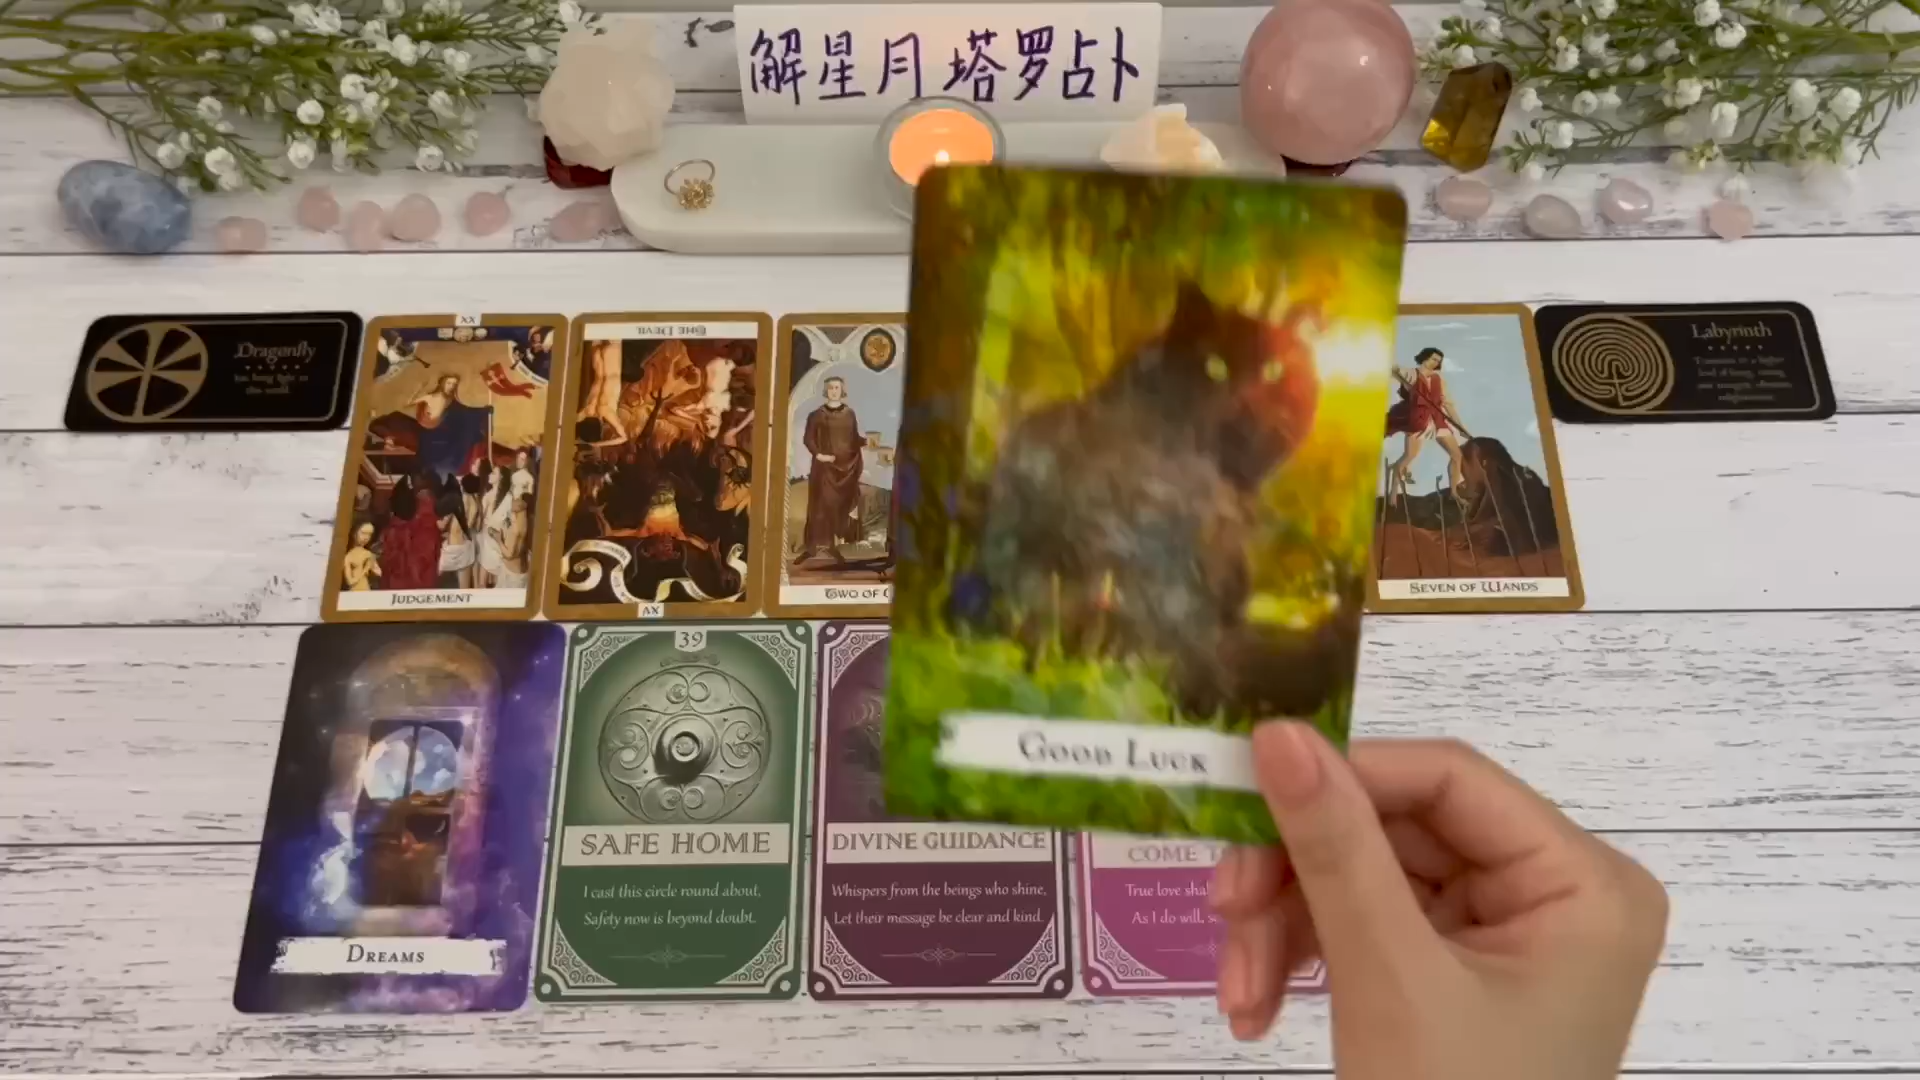 解星月塔罗占卜
Dragonfly
XX
JUDGEMENT
THE DEVIL
XV
TWO OF
SEVEN OF WANDS
Labyrinth
GOOD LUCK
DREAMS
39
SAFE HOME
I cast this circle round about,
Safety now is beyond doubt.
DIVINE GUIDANCE
Whispers from the beings who shine,
Let their message be clear and kind.
COME
True love
As I do will,